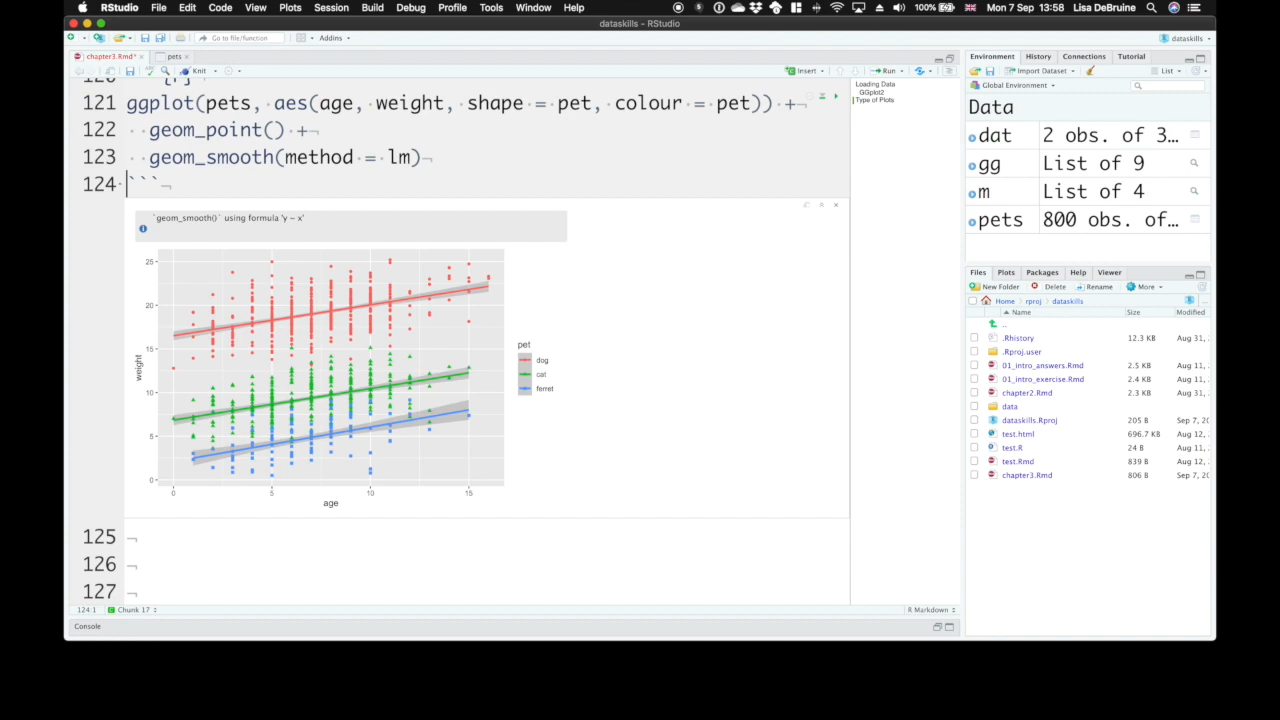 RStudio File Edit Code View Plots Session Build Debug Profile Tools Window Help 100% Mon 7 Sep 13:58 Lisa DeBruine
dataskills – RStudio
Go to file/function Addins dataskills
chapter3.Rmd* × pets ×
Knit Insert Run
121 ggplot(pets, aes(age, weight, shape = pet, colour = pet)) +
122 geom_point() +
123 geom_smooth(method = lm)
124 ```
`geom_smooth()` using formula 'y ~ x'
25
20
15
10
5
0
weight
0 5 10 15
age
pet
dog
cat
ferret
125
126
127
124:1 Chunk 17 R Markdown
Console
Loading Data
GGplot2
Type of Plots
Environment History Connections Tutorial
Import Dataset List
Global Environment
Data
dat 2 obs. of 3…
gg List of 9
m List of 4
pets 800 obs. of…
Files Plots Packages Help Viewer
New Folder Delete Rename More
Home rproj dataskills
Name Size Modified
..
.Rhistory 12.3 KB Aug 31,
.Rproj.user
01_intro_answers.Rmd 2.5 KB Aug 11,
01_intro_exercise.Rmd 2.4 KB Aug 11,
chapter2.Rmd 2.3 KB Aug 31,
data
dataskills.Rproj 205 B Sep 7, 20
test.html 696.7 KB Aug 12,
test.R 24 B Aug 11,
test.Rmd 839 B Aug 12,
chapter3.Rmd 806 B Sep 7, 20